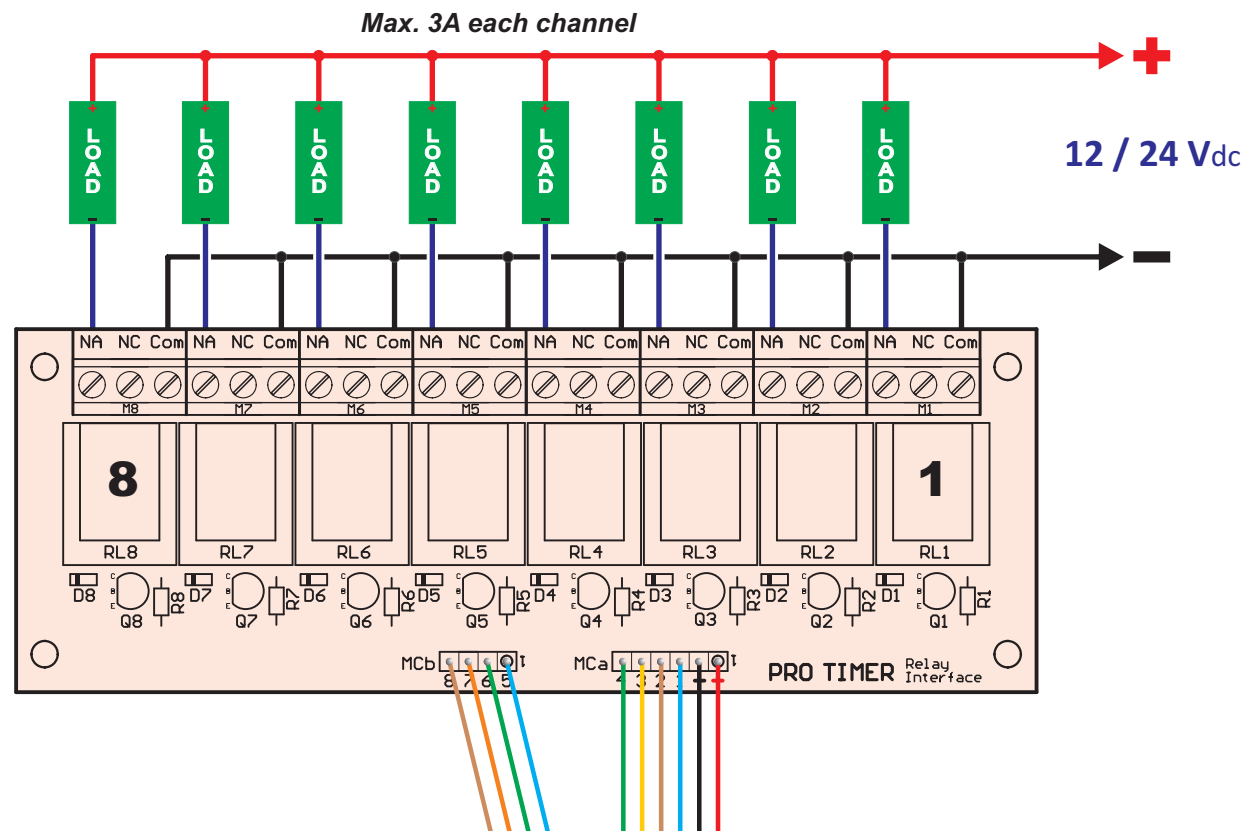 Max. 3A each channel
+
LOAD LOAD LOAD LOAD LOAD LOAD LOAD LOAD
12 / 24 Vdc
-
NA NC Com NA NC Com NA NC Com NA NC Com NA NC Com NA NC Com NA NC Com NA NC Com
M8 M7 M6 M5 M4 M3 M2 M1
8 1
RL8 RL7 RL6 RL5 RL4 RL3 RL2 RL1
C B E C B E C B E C B E C B E C B E C B E C B E
D8 R8 D7 R7 D6 R6 D5 R5 D4 R4 D3 R3 D2 R2 D1 R1
Q8 Q7 Q6 Q5 Q4 Q3 Q2 Q1
MCb 1 MCa 1
8 7 6 5 4 3 2 1 - +
PRO TIMER Relay
Interface